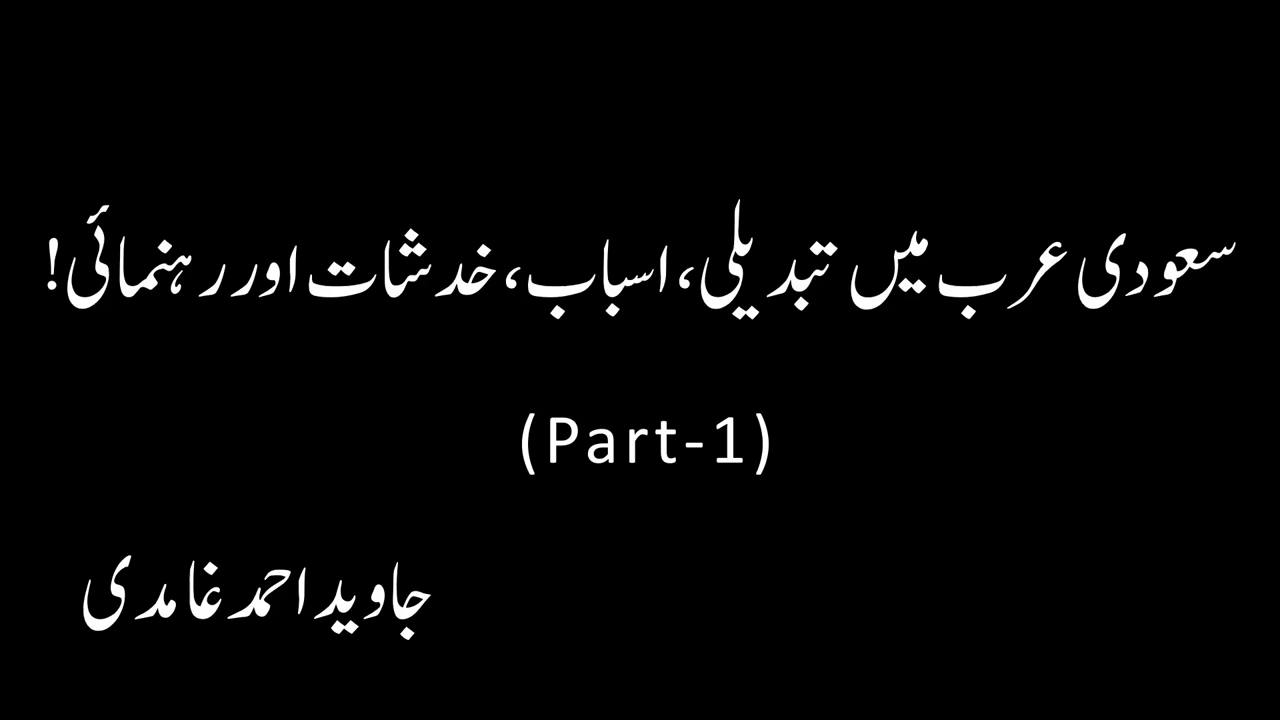 سعودی عرب میں تبدیلی، اسباب، خدشات اور رہنمائی!
(Part-1)
جاوید احمد غامدی